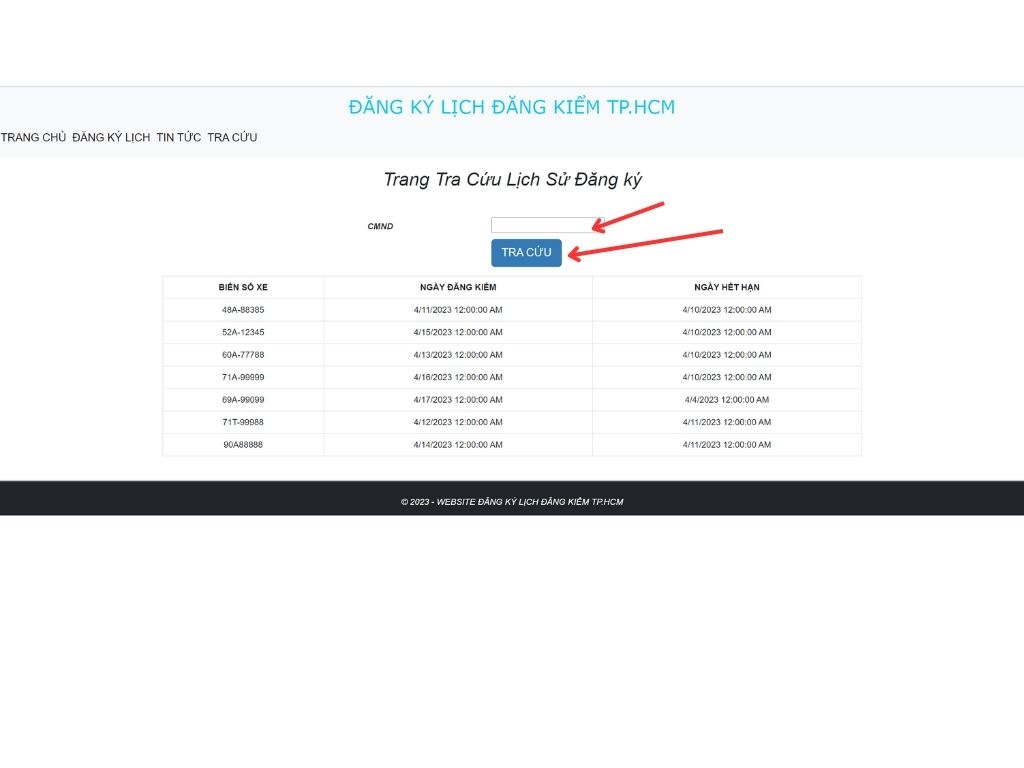 ĐĂNG KÝ LỊCH ĐĂNG KIỂM TP.HCM
TRANG CHỦ ĐĂNG KÝ LỊCH TIN TỨC TRA CỨU
Trang Tra Cứu Lịch Sử Đăng ký
CMND
TRA CỨU
BIỂN SỐ XE NGÀY ĐĂNG KIỂM NGÀY HẾT HẠN
48A-88385 4/11/2023 12:00:00 AM 4/10/2023 12:00:00 AM
52A-12345 4/15/2023 12:00:00 AM 4/10/2023 12:00:00 AM
60A-77788 4/13/2023 12:00:00 AM 4/10/2023 12:00:00 AM
71A-99999 4/16/2023 12:00:00 AM 4/10/2023 12:00:00 AM
69A-99099 4/17/2023 12:00:00 AM 4/4/2023 12:00:00 AM
71T-99988 4/12/2023 12:00:00 AM 4/11/2023 12:00:00 AM
90A88888 4/14/2023 12:00:00 AM 4/11/2023 12:00:00 AM
© 2023 - WEBSITE ĐĂNG KÝ LỊCH ĐĂNG KIỂM TP.HCM